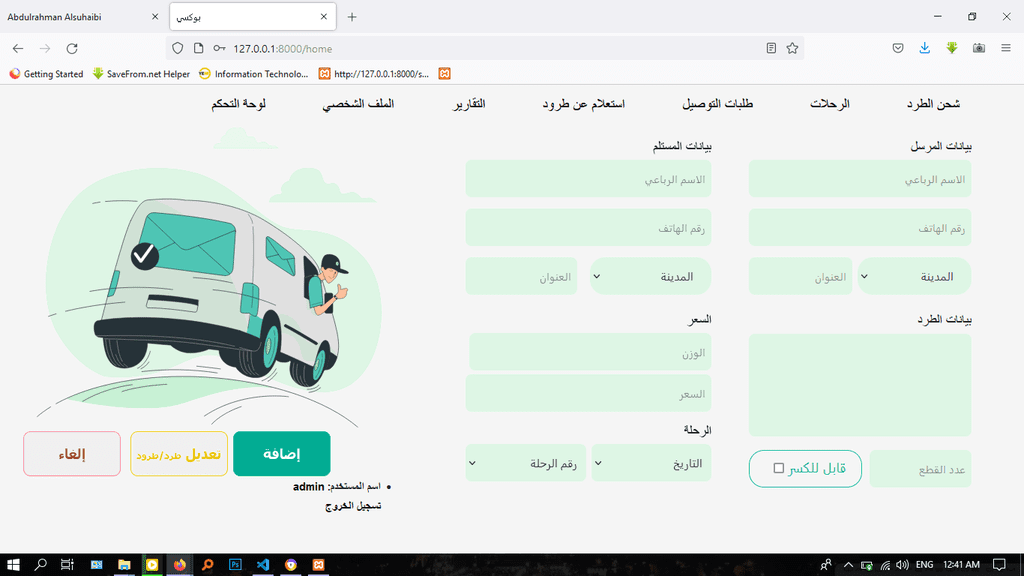 Abdulrahman Alsuhaibi
بوكسي
127.0.0.1:8000/home
Getting Started
SaveFrom.net Helper
Information Technolo...
http://127.0.0.1:8000/s...
شحن الطرد
الرحلات
طلبات التوصيل
استعلام عن طرود
التقارير
الملف الشخصي
لوحة التحكم
بيانات المرسل
الاسم الرباعي
رقم الهاتف
المدينة
العنوان
بيانات الطرد
عدد القطع
قابل للكسر
بيانات المستلم
الاسم الرباعي
رقم الهاتف
المدينة
العنوان
السعر
الوزن
السعر
الرحلة
التاريخ
رقم الرحلة
إضافة
تعديل طرد/طرود
إلغاء
اسم المستخدم: admin
تسجيل الخروج
ENG
12:41 AM